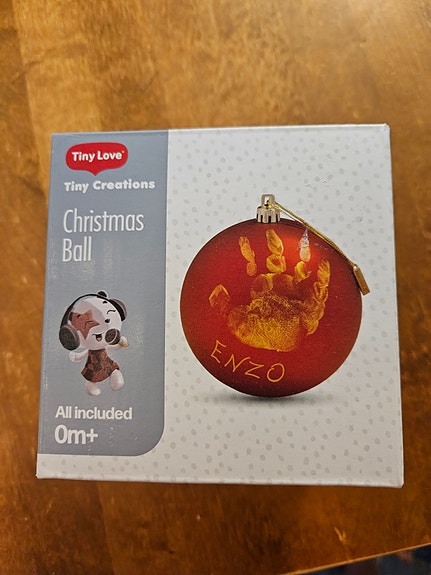 Tiny Love®
Tiny Creations
Christmas
Ball
ENZO
All included
0m+